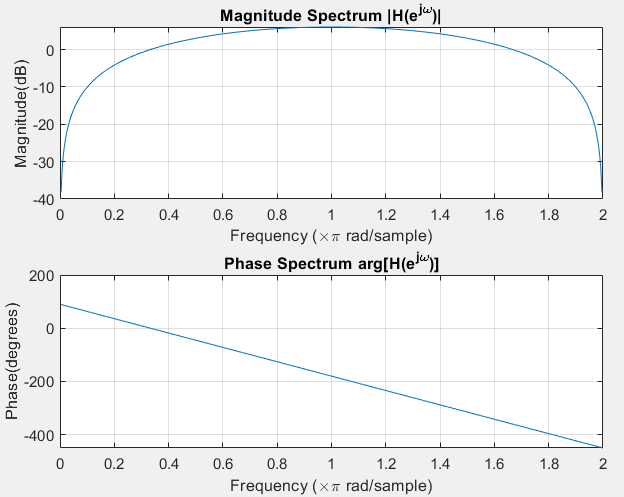 Magnitude Spectrum |H(e^jω)|
Magnitude(dB)
0
-10
-20
-30
-40
0 0.2 0.4 0.6 0.8 1 1.2 1.4 1.6 1.8 2
Frequency (×π rad/sample)
Phase Spectrum arg[H(e^jω)]
Phase(degrees)
200
0
-200
-400
0 0.2 0.4 0.6 0.8 1 1.2 1.4 1.6 1.8 2
Frequency (×π rad/sample)